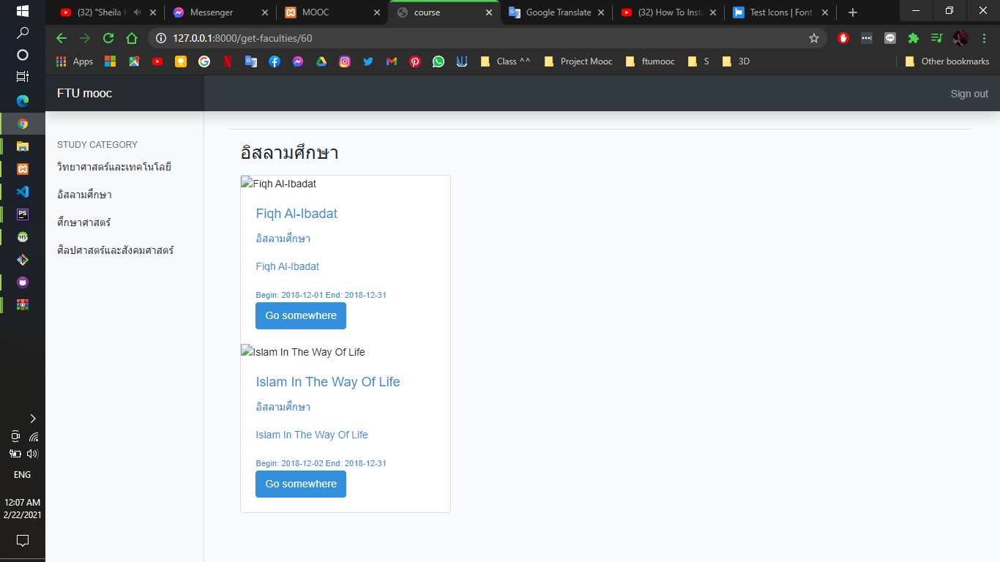 (32) "Sheila
Messenger
MOOC
course
Google Translate
(32) How To Insta
Test Icons | Font
127.0.0.1:8000/get-faculties/60
Apps
Class ^^
Project Mooc
ftumooc
S
3D
Other bookmarks
FTU mooc
Sign out
STUDY CATEGORY
วิทยาศาสตร์และเทคโนโลยี
อิสลามศึกษา
ศึกษาศาสตร์
ศิลปศาสตร์และสังคมศาสตร์
อิสลามศึกษา
Fiqh Al-Ibadat
Fiqh Al-Ibadat
อิสลามศึกษา
Fiqh Al-Ibadat
Begin: 2018-12-01 End: 2018-12-31
Go somewhere
Islam In The Way Of Life
Islam In The Way Of Life
อิสลามศึกษา
Islam In The Way Of Life
Begin: 2018-12-02 End: 2018-12-31
Go somewhere
PS
HS
ENG
12:07 AM
2/22/2021